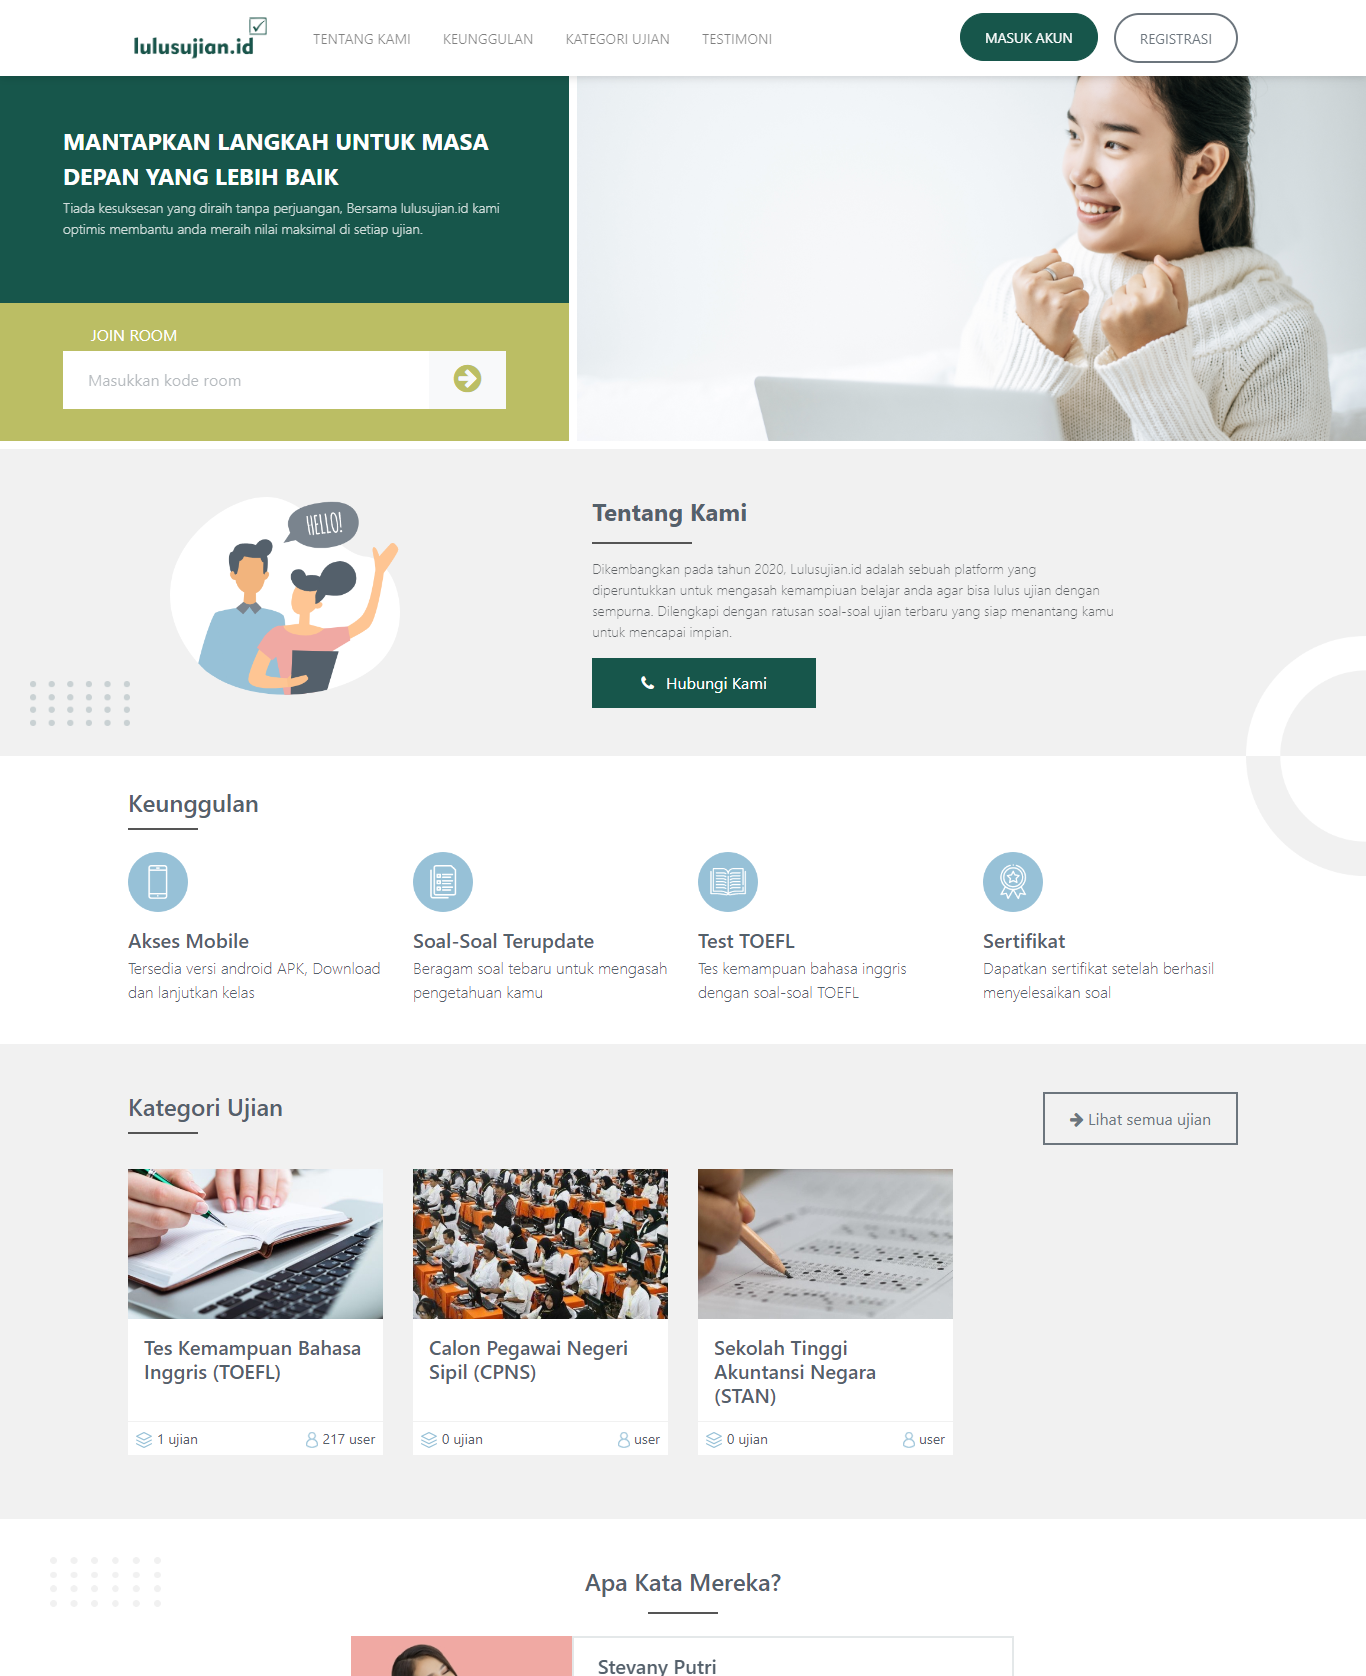 lulusujian.id
TENTANG KAMI
KEUNGGULAN
KATEGORI UJIAN
TESTIMONI
MASUK AKUN
REGISTRASI
MANTAPKAN LANGKAH UNTUK MASA
DEPAN YANG LEBIH BAIK
Tiada kesuksesan yang diraih tanpa perjuangan, Bersama lulusujian.id kami
optimis membantu anda meraih nilai maksimal di setiap ujian.
JOIN ROOM
Masukkan kode room
HELLO!
Tentang Kami
Dikembangkan pada tahun 2020, Lulusujian.id adalah sebuah platform yang
diperuntukkan untuk mengasah kemampiuan belajar anda agar bisa lulus ujian dengan
sempurna. Dilengkapi dengan ratusan soal-soal ujian terbaru yang siap menantang kamu
untuk mencapai impian.
Hubungi Kami
Keunggulan
Akses Mobile
Tersedia versi android APK, Download
dan lanjutkan kelas
Soal-Soal Terupdate
Beragam soal tebaru untuk mengasah
pengetahuan kamu
Test TOEFL
Tes kemampuan bahasa inggris
dengan soal-soal TOEFL
Sertifikat
Dapatkan sertifikat setelah berhasil
menyelesaikan soal
Kategori Ujian
Lihat semua ujian
Tes Kemampuan Bahasa
Inggris (TOEFL)
1 ujian
217 user
Calon Pegawai Negeri
Sipil (CPNS)
0 ujian
user
Sekolah Tinggi
Akuntansi Negara
(STAN)
0 ujian
user
Apa Kata Mereka?
Stevany Putri